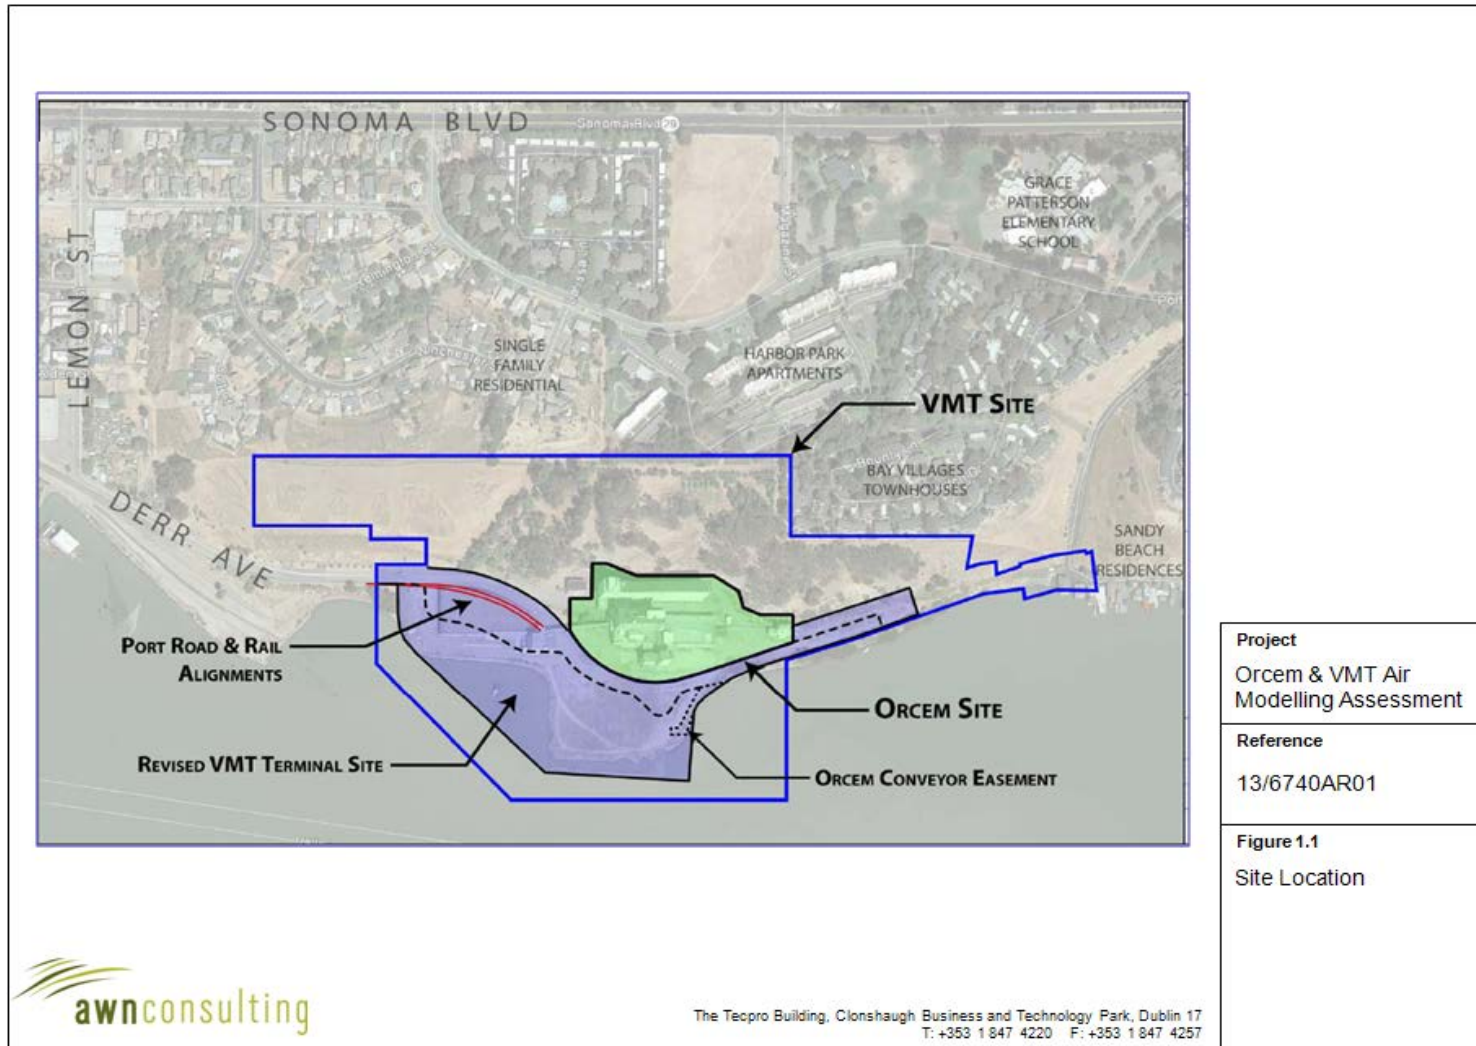 SONOMA BLVD
Sonoma Blvd
29
LEMON ST
GRACE
PATTERSON
ELEMENTARY
SCHOOL
SINGLE
FAMILY
RESIDENTIAL
HARBOR PARK
APARTMENTS
VMT SITE
BAY VILLAGES
TOWNHOUSES
DERR AVE
SANDY
BEACH
RESIDENCES
PORT ROAD & RAIL
ALIGNMENTS
ORCEM SITE
REVISED VMT TERMINAL SITE
ORCEM CONVEYOR EASEMENT
Project
Orcem & VMT Air
Modelling Assessment
Reference
13/6740AR01
Figure 1.1
Site Location
awnconsulting
The Tecpro Building, Clonshaugh Business and Technology Park, Dublin 17
T: +353 1 847 4220 F: +353 1 847 4257